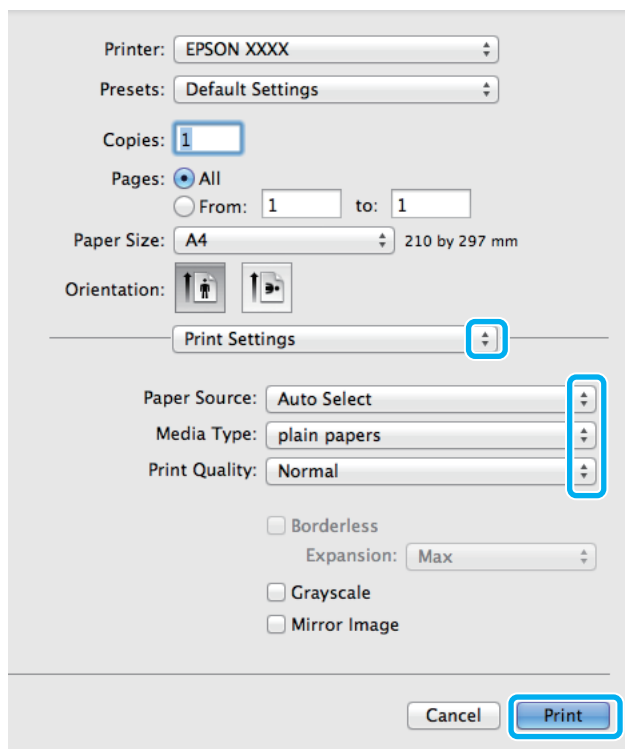 Printer: EPSON XXXX
Presets: Default Settings
Copies: 1
Pages: All
From: 1 to: 1
Paper Size: A4 210 by 297 mm
Orientation:
Print Settings
Paper Source: Auto Select
Media Type: plain papers
Print Quality: Normal
Borderless
Expansion: Max
Grayscale
Mirror Image
Cancel Print